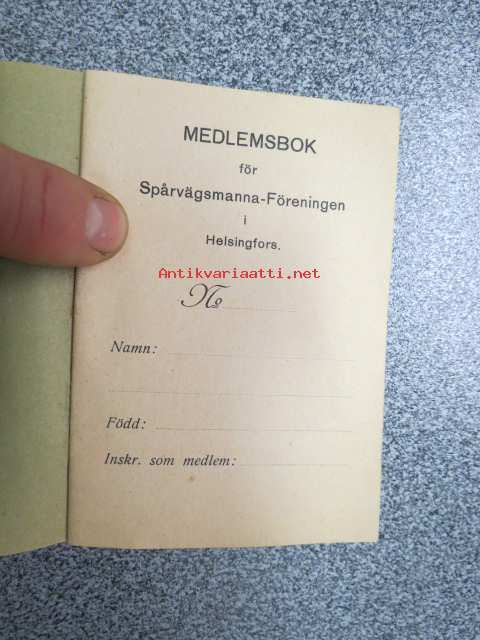 MEDLEMSBOK
för
Spårvägsmanna-Föreningen
i
Helsingfors.
Antikvariaatti.net
№
Namn:
Född:
Inskr. som medlem: